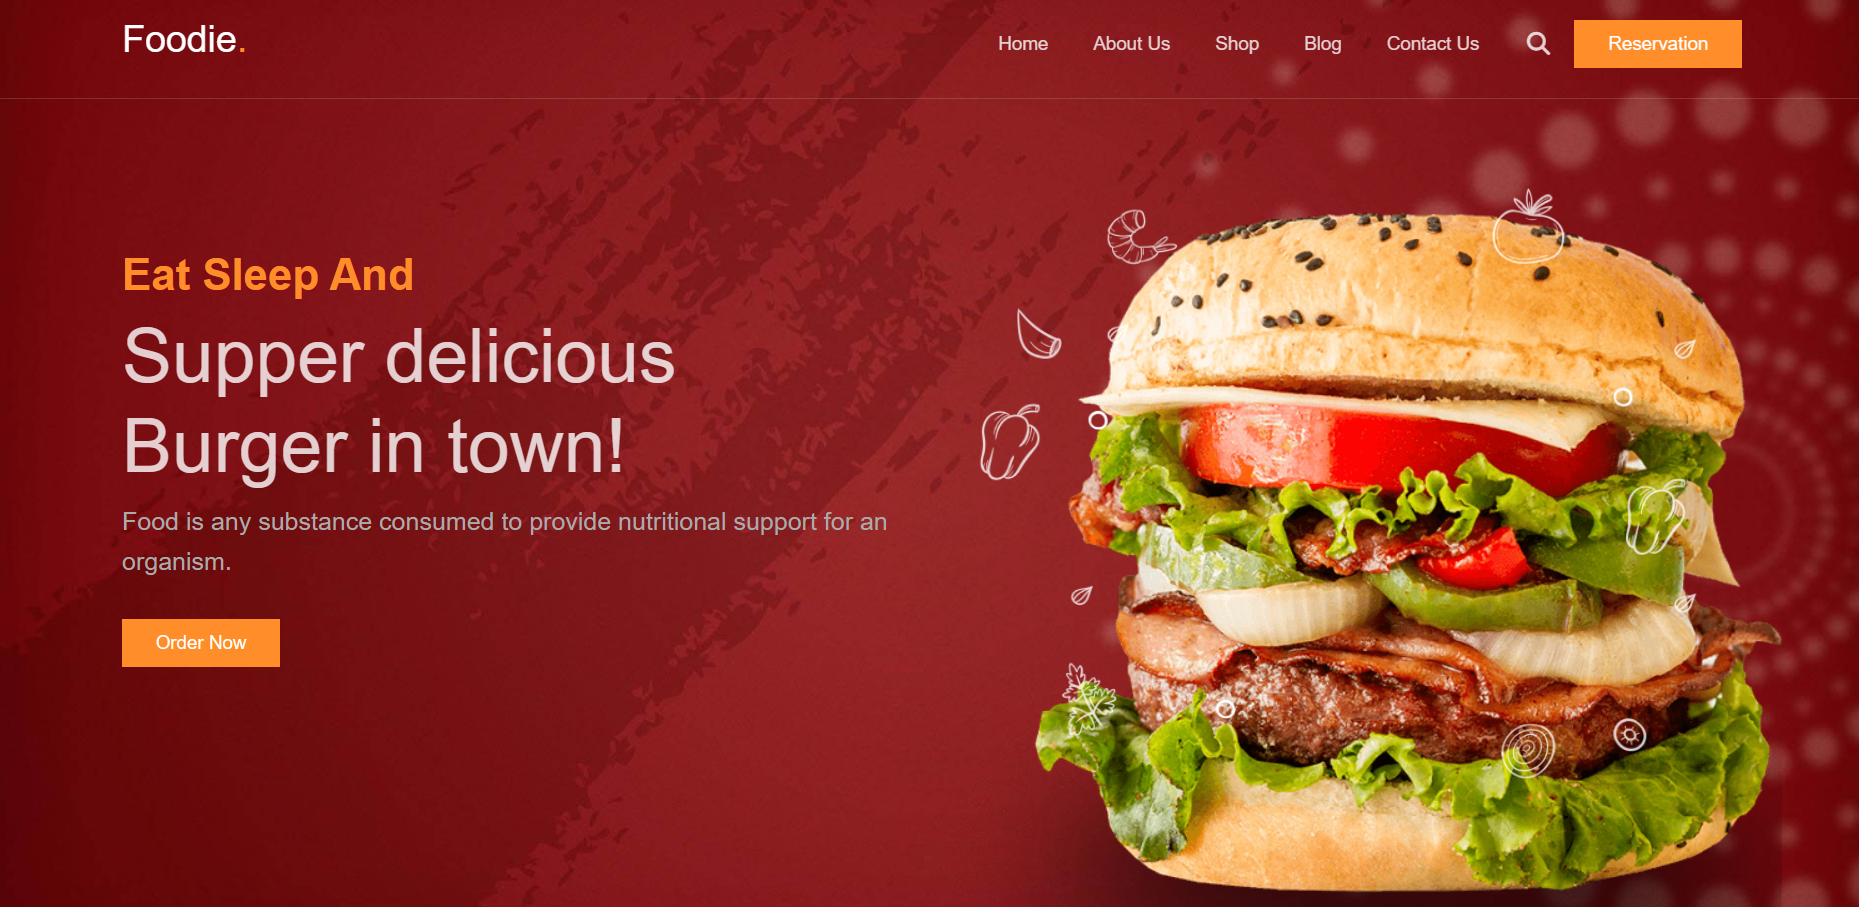 Foodie.
Home
About Us
Shop
Blog
Contact Us
Reservation
Eat Sleep And
Supper delicious
Burger in town!
Food is any substance consumed to provide nutritional support for an
organism.
Order Now